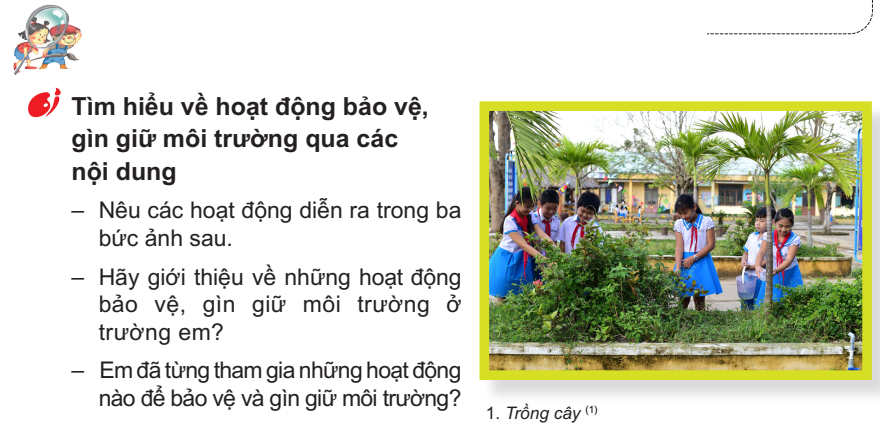 Tìm hiểu về hoạt động bảo vệ,
gìn giữ môi trường qua các
nội dung
– Nêu các hoạt động diễn ra trong ba
bức ảnh sau.
– Hãy giới thiệu về những hoạt động
bảo vệ, gìn giữ môi trường ở
trường em?
– Em đã từng tham gia những hoạt động
nào để bảo vệ và gìn giữ môi trường?
1. Trồng cây (1)